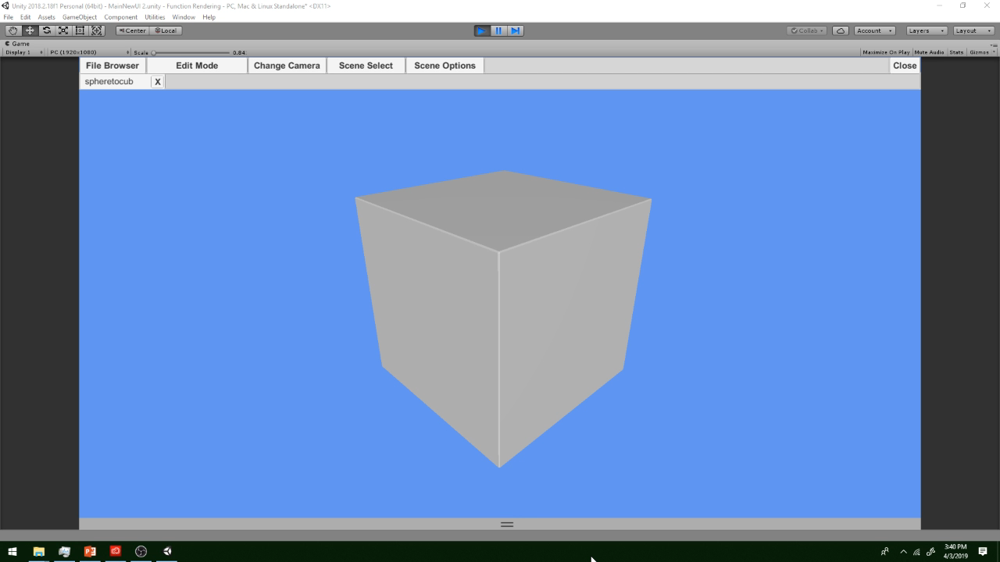 Unity 2018.2.18f1 Personal (64bit) - MainNewUI 2.unity - Function Rendering - PC, Mac & Linux Standalone* <DX11>
File Edit Assets GameObject Component Utilities Window Help
Center Local Collab Account Layers Layout
Game
Display 1 PC (1920x1080) Scale 0.84: Maximize On Play Mute Audio Stats Gizmos
File Browser Edit Mode Change Camera Scene Select Scene Options Close
spheretocub X
3:40 PM
4/3/2019